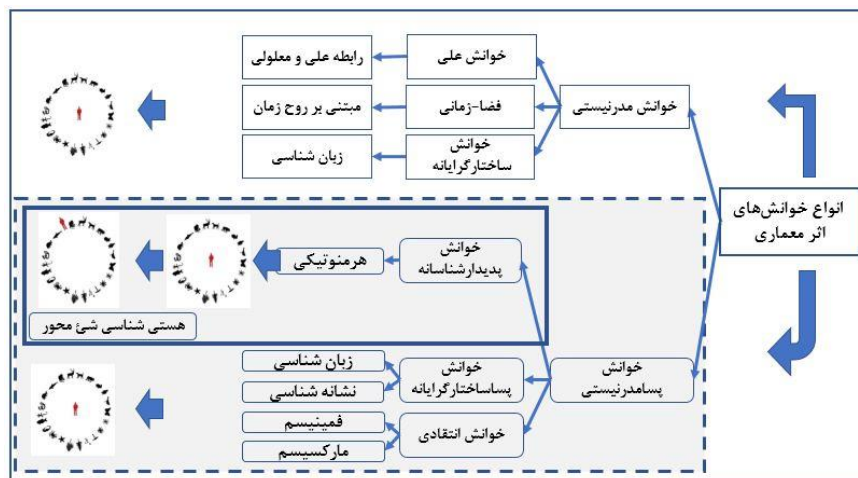 انواع خوانش‌های
اثر معماری
خوانش مدرنیستی
خوانش علی
رابطه علی و معلولی
فضا-زمانی
مبتنی بر روح زمان
خوانش
ساختارگرایانه
زبان شناسی
خوانش
پسامدرنیستی
خوانش
پدیدارشناسانه
هرمنوتیکی
هستی شناسی شئ محور
خوانش
پساساختارگرایانه
زبان شناسی
نشانه شناسی
خوانش انتقادی
فمینیسم
مارکسیسم